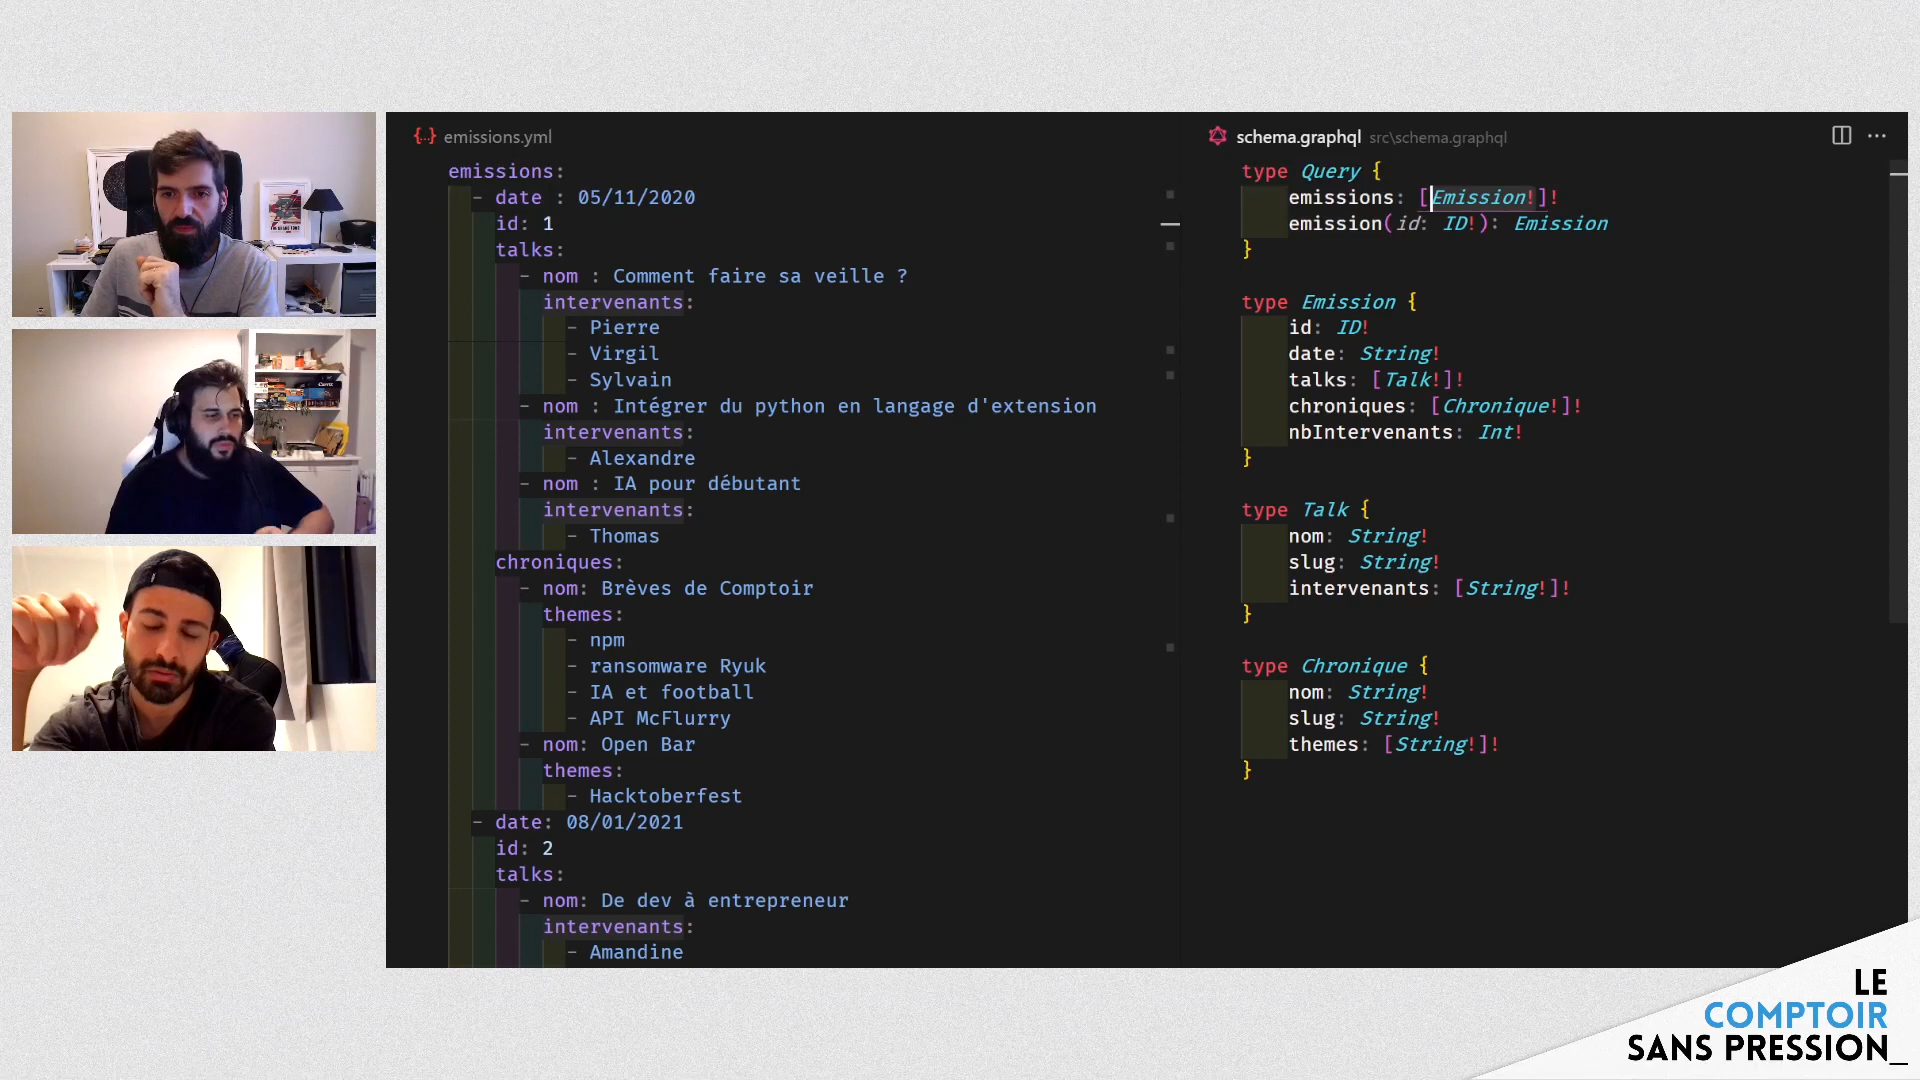 emissions.yml
emissions:
- date : 05/11/2020
id: 1
talks:
- nom : Comment faire sa veille ?
intervenants:
- Pierre
- Virgil
- Sylvain
- nom : Intégrer du python en langage d'extension
intervenants:
- Alexandre
- nom : IA pour débutant
intervenants:
- Thomas
chroniques:
- nom: Brèves de Comptoir
themes:
- npm
- ransomware Ryuk
- IA et football
- API McFlurry
- nom: Open Bar
themes:
- Hacktoberfest
- date: 08/01/2021
id: 2
talks:
- nom: De dev à entrepreneur
intervenants:
- Amandine
schema.graphql src\schema.graphql
type Query {
emissions: [Emission!]!
emission(id: ID!): Emission
}
type Emission {
id: ID!
date: String!
talks: [Talk!]!
chroniques: [Chronique!]!
nbIntervenants: Int!
}
type Talk {
nom: String!
slug: String!
intervenants: [String!]!
}
type Chronique {
nom: String!
slug: String!
themes: [String!]!
}
LE
COMPTOIR
SANS PRESSION_